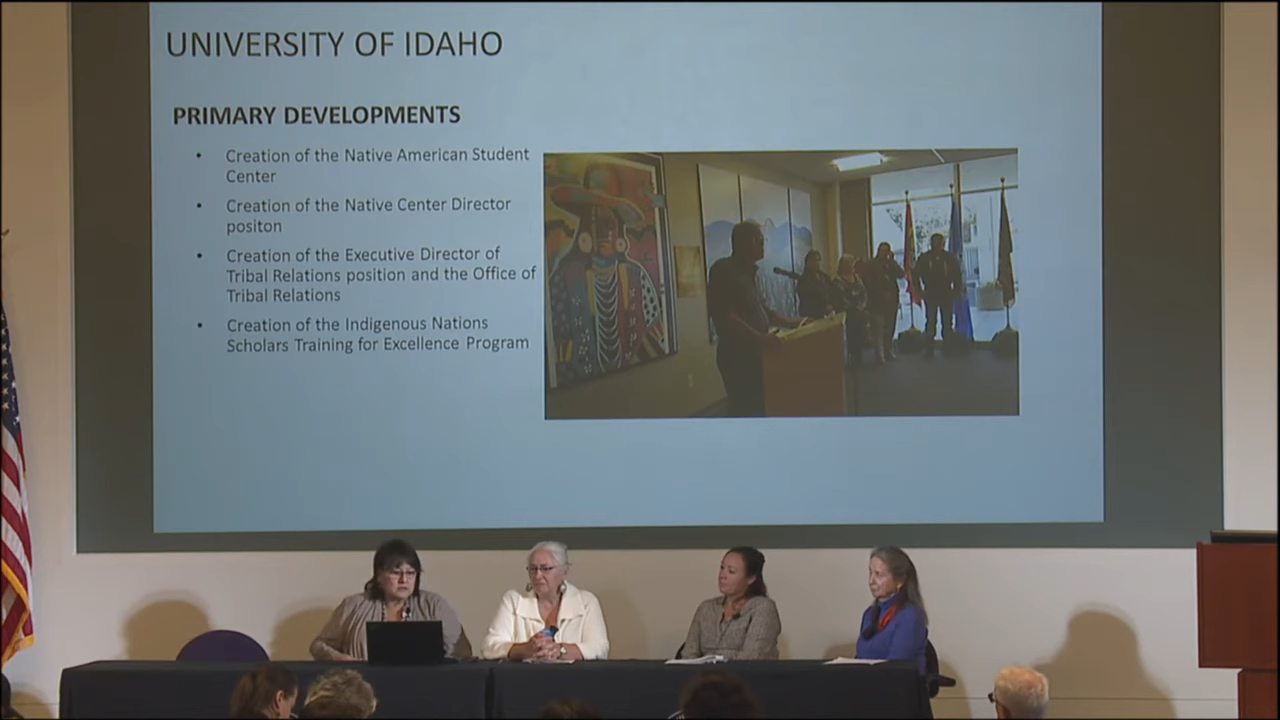 UNIVERSITY OF IDAHO
PRIMARY DEVELOPMENTS
• Creation of the Native American Student
Center
• Creation of the Native Center Director
positon
• Creation of the Executive Director of
Tribal Relations position and the Office of
Tribal Relations
• Creation of the Indigenous Nations
Scholars Training for Excellence Program